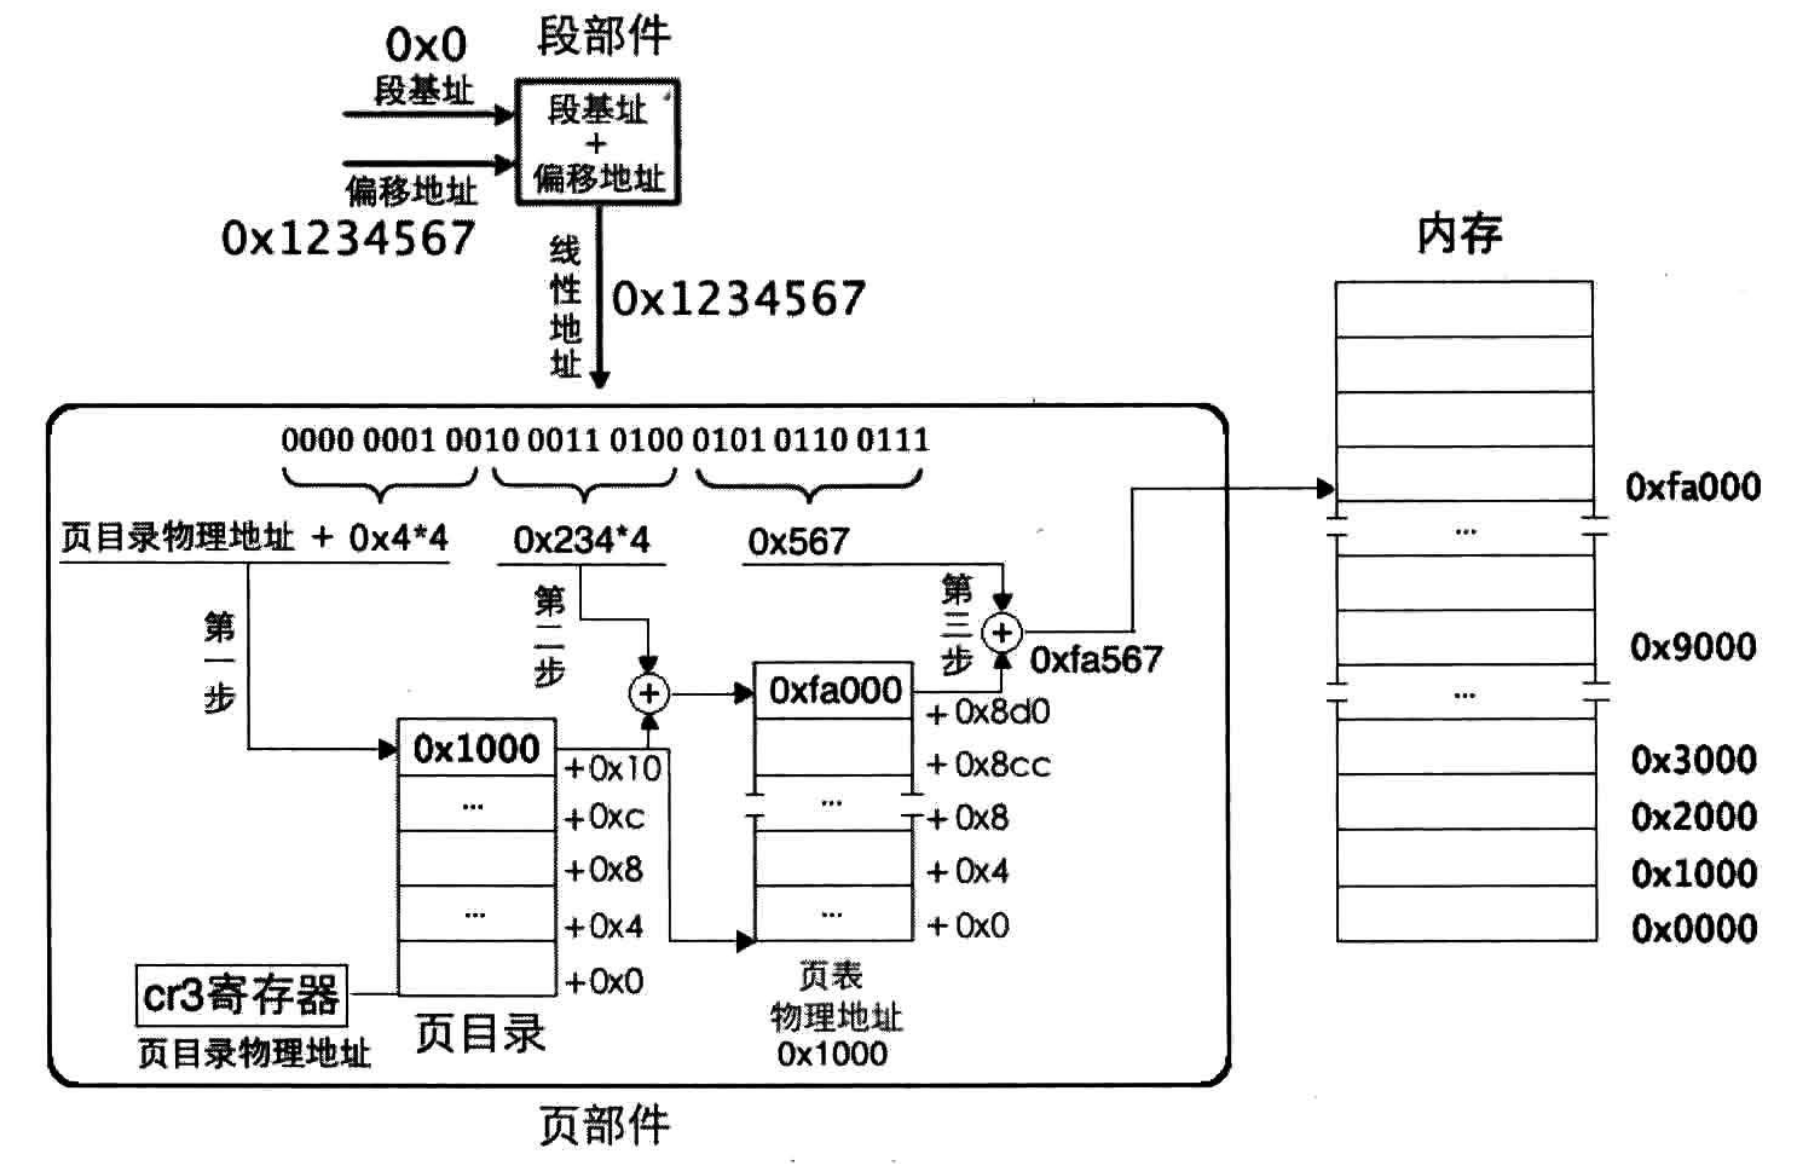 段部件
0x0
段基址
段基址
+
偏移地址
偏移地址
0x1234567
线性地址
0x1234567
内存
0000 0001 0010 0011 0100 0101 0110 0111
页目录物理地址 + 0x4*4
0x234*4
0x567
第一步
第二步
第三步
+
+
0xfa567
0xfa000
+ 0x8d0
+ 0x8cc
...
+ 0x8
+ 0x4
...
+ 0x0
页表
物理地址
0x1000
0x1000
+0x10
...
+0xc
+0x8
...
+0x4
+0x0
cr3寄存器
页目录物理地址
页目录
页部件
0xfa000
...
0x9000
...
0x3000
0x2000
0x1000
0x0000